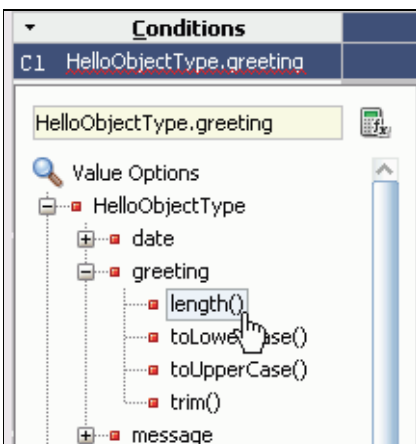 Conditions
C1 HelloObjectType.greeting
HelloObjectType.greeting
Value Options
HelloObjectType
date
greeting
length()
toUpperCase()
trim()
message